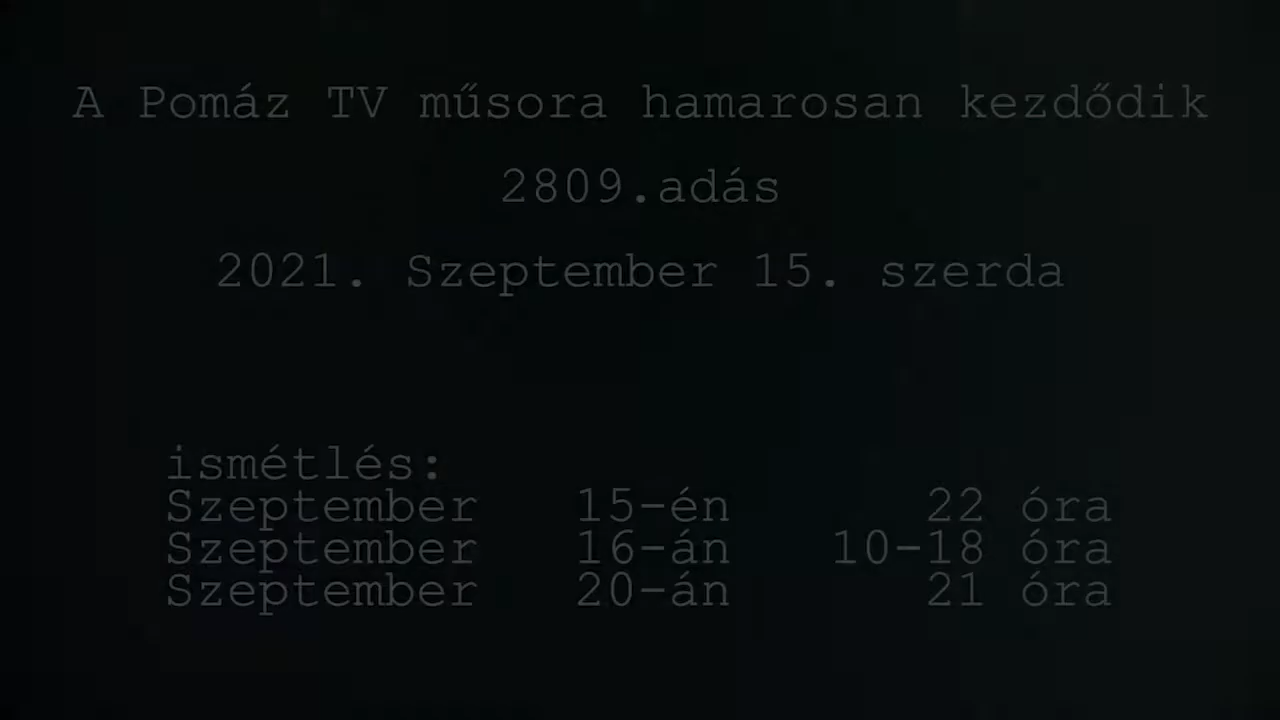 A Pomáz TV műsora hamarosan kezdődik
2809.adás
2021. Szeptember 15. szerda
ismétlés:
Szeptember 15-én 22 óra
Szeptember 16-án 10-18 óra
Szeptember 20-án 21 óra